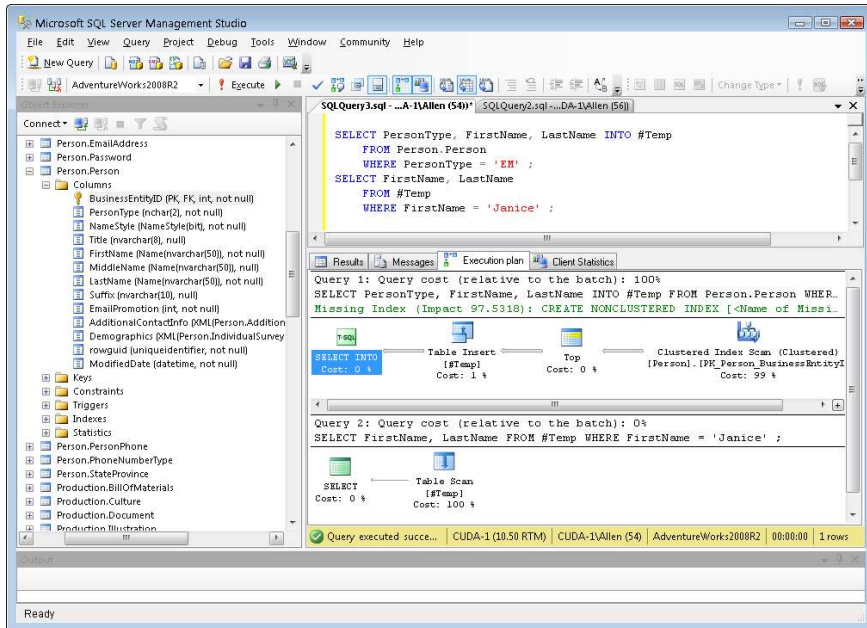 Microsoft SQL Server Management Studio
File Edit View Query Project Debug Tools Window Community Help
New Query
AdventureWorks2008R2 Execute Change Type
Object Explorer
Connect
Person.EmailAddress
Person.Password
Person.Person
Columns
BusinessEntityID (PK, FK, int, not null)
PersonType (nchar(2), not null)
NameStyle (NameStyle(bit), not null)
Title (nvarchar(8), null)
FirstName (Name(nvarchar(50)), not null)
MiddleName (Name(nvarchar(50)), null)
LastName (Name(nvarchar(50)), not null)
Suffix (nvarchar(10), null)
EmailPromotion (int, not null)
AdditionalContactInfo (XML(Person.Addition
Demographics (XML(Person.IndividualSurvey
rowguid (uniqueidentifier, not null)
ModifiedDate (datetime, not null)
Keys
Constraints
Triggers
Indexes
Statistics
Person.PersonPhone
Person.PhoneNumberType
Person.StateProvince
Production.BillOfMaterials
Production.Culture
Production.Document
Production.Illustration
SQLQuery3.sql -...A-1\Allen (54))* SQLQuery2.sql -...DA-1\Allen (56))
SELECT PersonType, FirstName, LastName INTO #Temp
FROM Person.Person
WHERE PersonType = 'EM' ;
SELECT FirstName, LastName
FROM #Temp
WHERE FirstName = 'Janice' ;
Results Messages Execution plan Client Statistics
Query 1: Query cost (relative to the batch): 100%
SELECT PersonType, FirstName, LastName INTO #Temp FROM Person.Person WHER…
Missing Index (Impact 97.5318): CREATE NONCLUSTERED INDEX [<Name of Missi…
T-SQL
SELECT INTO
Cost: 0 %
Table Insert
[#Temp]
Cost: 1 %
Top
Cost: 0 %
Clustered Index Scan (Clustered)
[Person].[PK_Person_BusinessEntityI
Cost: 99 %
Query 2: Query cost (relative to the batch): 0%
SELECT FirstName, LastName FROM #Temp WHERE FirstName = 'Janice' ;
SELECT
Cost: 0 %
Table Scan
[#Temp]
Cost: 100 %
Query executed succe... CUDA-1 (10.50 RTM) CUDA-1\Allen (54) AdventureWorks2008R2 00:00:00 1 rows
Output
Ready